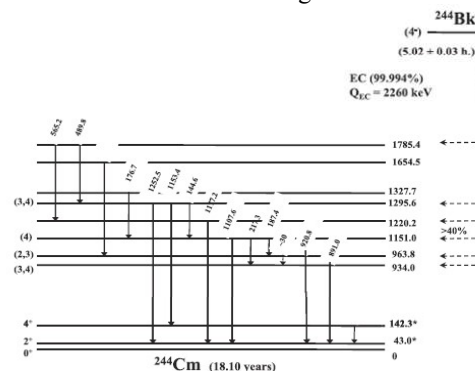 ²⁴⁴Bk
(4⁻)
(5.02 + 0.03 h.)
EC (99.994%)
Q_EC = 2260 keV
565.2 489.8
1785.4
1654.5
176.7 1252.5 1153.4 144.6
1327.7
(3,4) 1295.6
1177.2
1220.2
1107.6 217.3 187.4
>40%
(4) 1151.0
~30 920.8 891.0
(2,3) 963.8
(3,4) 934.0
4⁺ 142.3*
2⁺ 43.0*
0⁺ 0
²⁴⁴Cm (18.10 years)